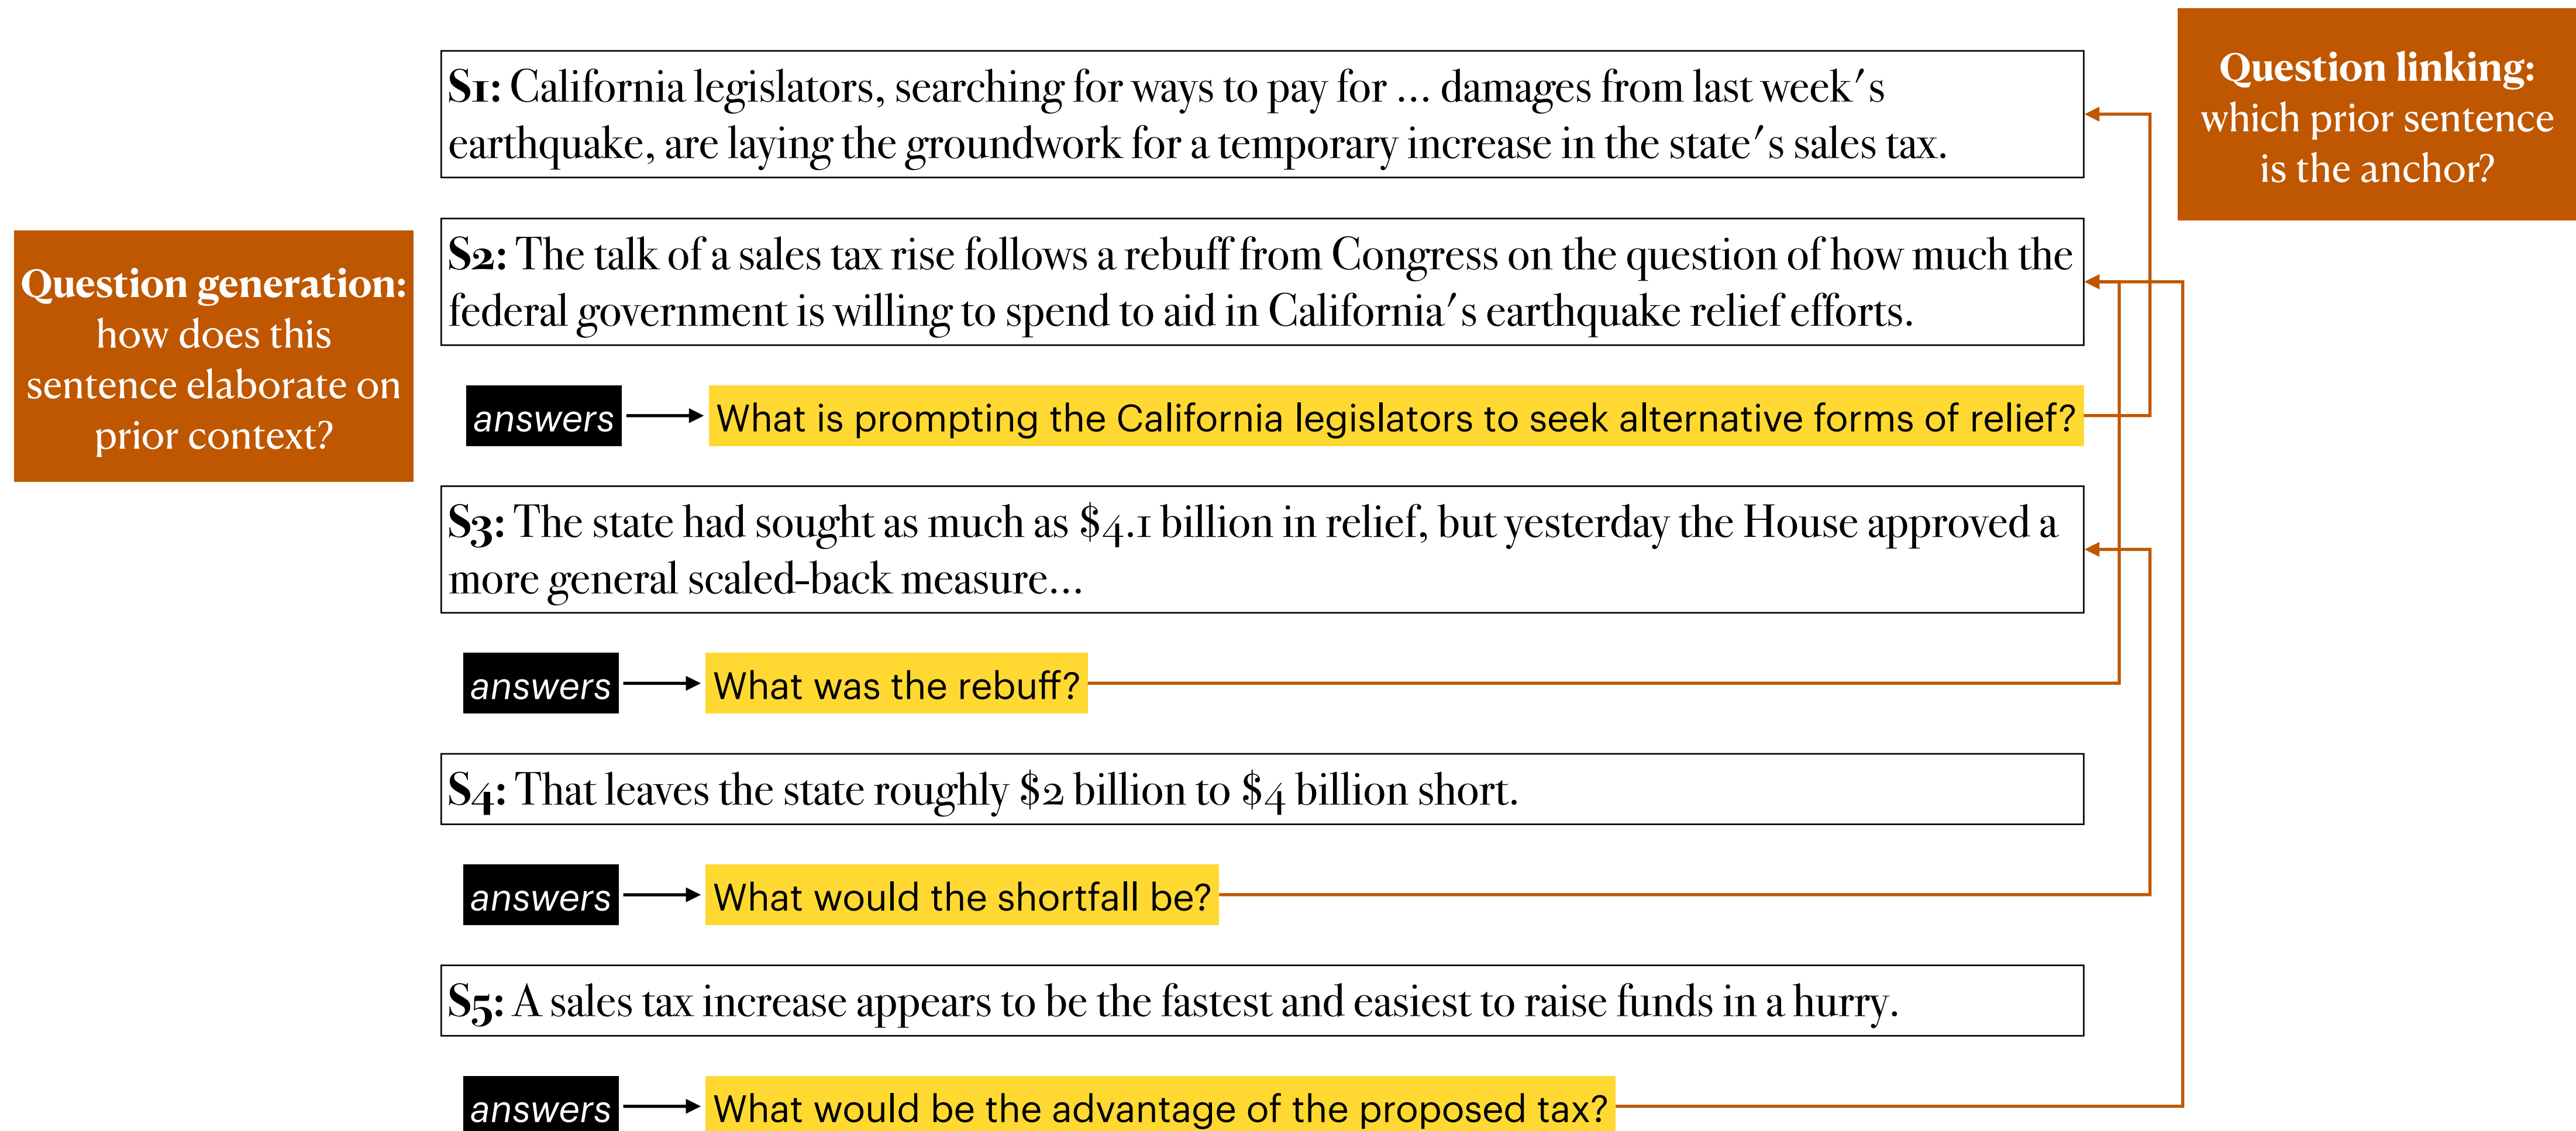 S1: California legislators, searching for ways to pay for ... damages from last week's
earthquake, are laying the groundwork for a temporary increase in the state's sales tax.
Question linking:
which prior sentence
is the anchor?
S2: The talk of a sales tax rise follows a rebuff from Congress on the question of how much the
federal government is willing to spend to aid in California's earthquake relief efforts.
Question generation:
how does this
sentence elaborate on
prior context?
answers
What is prompting the California legislators to seek alternative forms of relief?
S3: The state had sought as much as $4.1 billion in relief, but yesterday the House approved a
more general scaled-back measure...
answers
What was the rebuff?
S4: That leaves the state roughly $2 billion to $4 billion short.
answers
What would the shortfall be?
S5: A sales tax increase appears to be the fastest and easiest to raise funds in a hurry.
answers
What would be the advantage of the proposed tax?